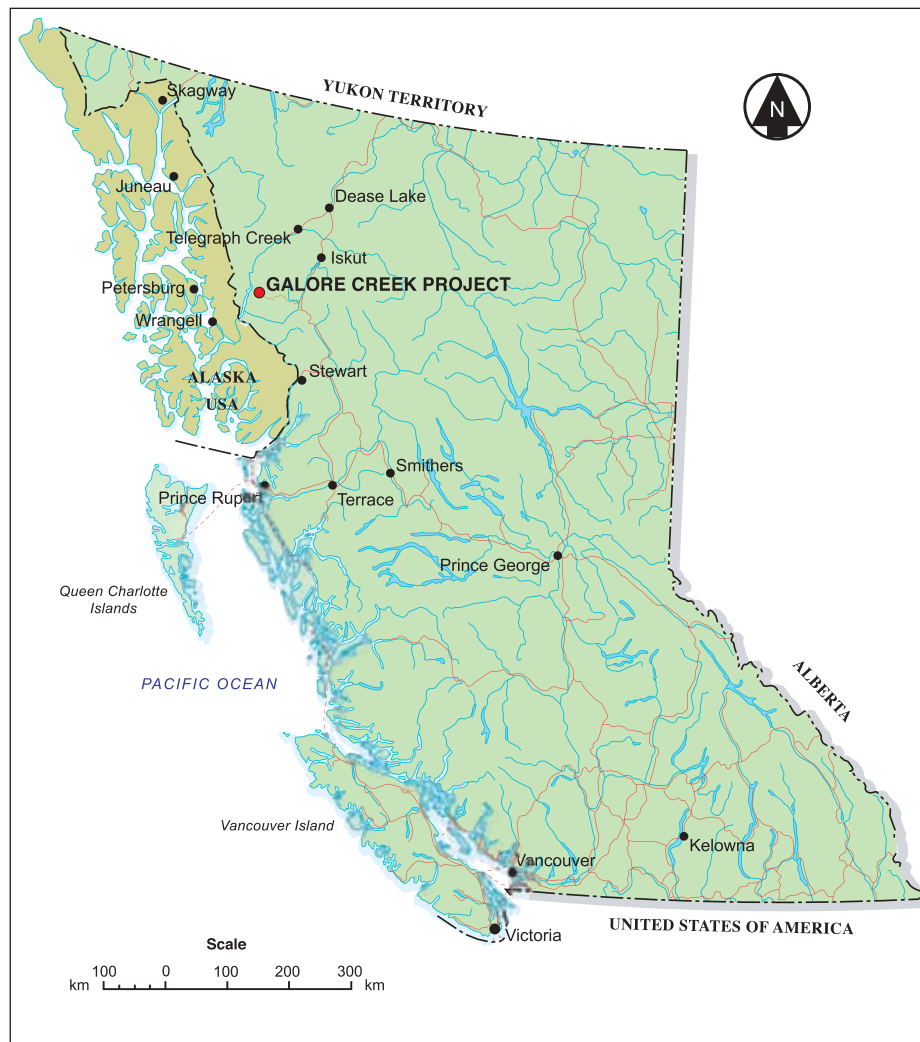 YUKON TERRITORY
N
Skagway
Juneau
Dease Lake
Telegraph Creek
Iskut
GALORE CREEK PROJECT
Petersburg
Wrangell
Stewart
ALASKA
USA
Smithers
Prince Rupert
Terrace
Prince George
Queen Charlotte
Islands
PACIFIC OCEAN
ALBERTA
Vancouver Island
Kelowna
Vancouver
UNITED STATES OF AMERICA
Victoria
Scale
100 0 100 200 300
km km